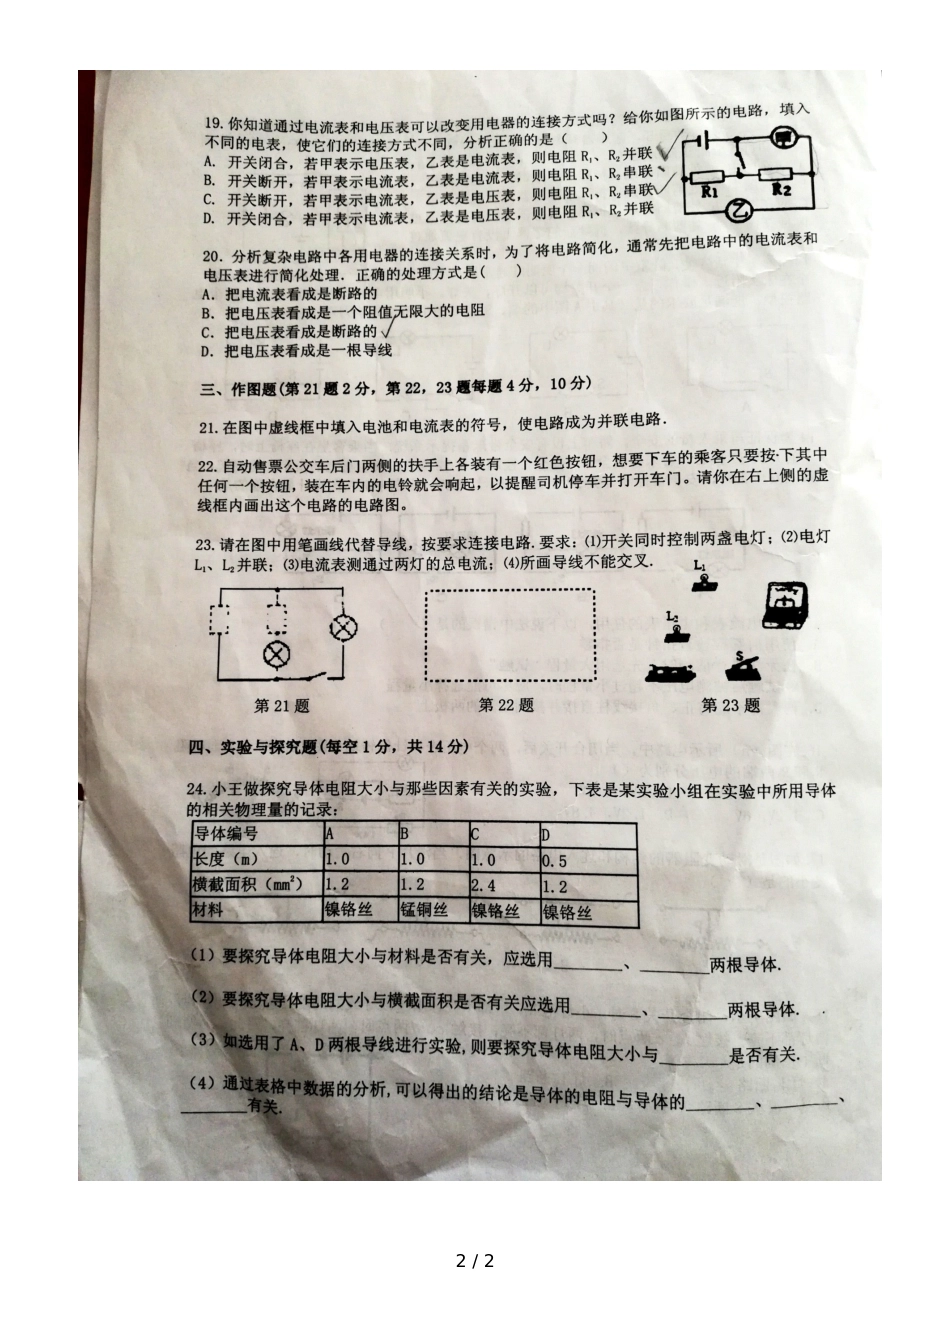 19.你知道通过电流表和电压表可以改变用电器的连接方式吗？给你如图所示的电路，填入
不同的电表，使它们的连接方式不同，分析正确的是（　　）
A. 开关闭合，若甲表示电压表，乙表是电流表，则电阻 R₁、R₂并联
B. 开关断开，若甲表示电流表，乙表是电流表，则电阻 R₁、R₂串联
C. 开关断开，若甲表示电流表，乙表是电压表，则电阻 R₁、R₂串联
D. 开关闭合，若甲表示电流表，乙表是电压表，则电阻 R₁、R₂并联
甲
R1
R2
乙
20. 分析复杂电路中各用电器的连接关系时，为了将电路简化，通常先把电路中的电流表和
电压表进行简化处理．正确的处理方式是(　　)
A. 把电流表看成是断路的
B. 把电压表看成是一个阻值无限大的电阻
C. 把电压表看成是断路的
D. 把电压表看成是一根导线
三、作图题(第 21 题 2 分，第 22，23 题每题 4 分，10 分)
21.在图中虚线框中填入电池和电流表的符号，使电路成为并联电路．
22.自动售票公交车后门两侧的扶手上各装有一个红色按钮，想要下车的乘客只要按下其中
任何一个按钮，装在车内的电铃就会响起，以提醒司机停车并打开车门。请你在右上侧的虚
线框内画出这个电路的电路图。
23.请在图中用笔画线代替导线，按要求连接电路.要求：⑴开关同时控制两盏电灯；⑵电灯
L₁、L₂并联；⑶电流表测通过两灯的总电流；⑷所画导线不能交叉．
L₁
L₂
S
第 21 题
第 22 题
第 23 题
四、实验与探究题(每空 1 分，共 14 分)
24.小王做探究导体电阻大小与那些因素有关的实验，下表是某实验小组在实验中所用导体
的相关物理量的记录：
导体编号 A B C D
长度（m） 1.0 1.0 1.0 0.5
横截面积（mm²） 1.2 1.2 2.4 1.2
材料 镍铬丝 锰铜丝 镍铬丝 镍铬丝
（1）要探究导体电阻大小与材料是否有关，应选用______、______两根导体.
（2）要探究导体电阻大小与横截面积是否有关应选用______、______两根导体.
（3）如选用了 A、D 两根导线进行实验,则要探究导体电阻大小与______是否有关.
（4）通过表格中数据的分析,可以得出的结论是导体的电阻与导体的______、______、
______有关.
2 / 2